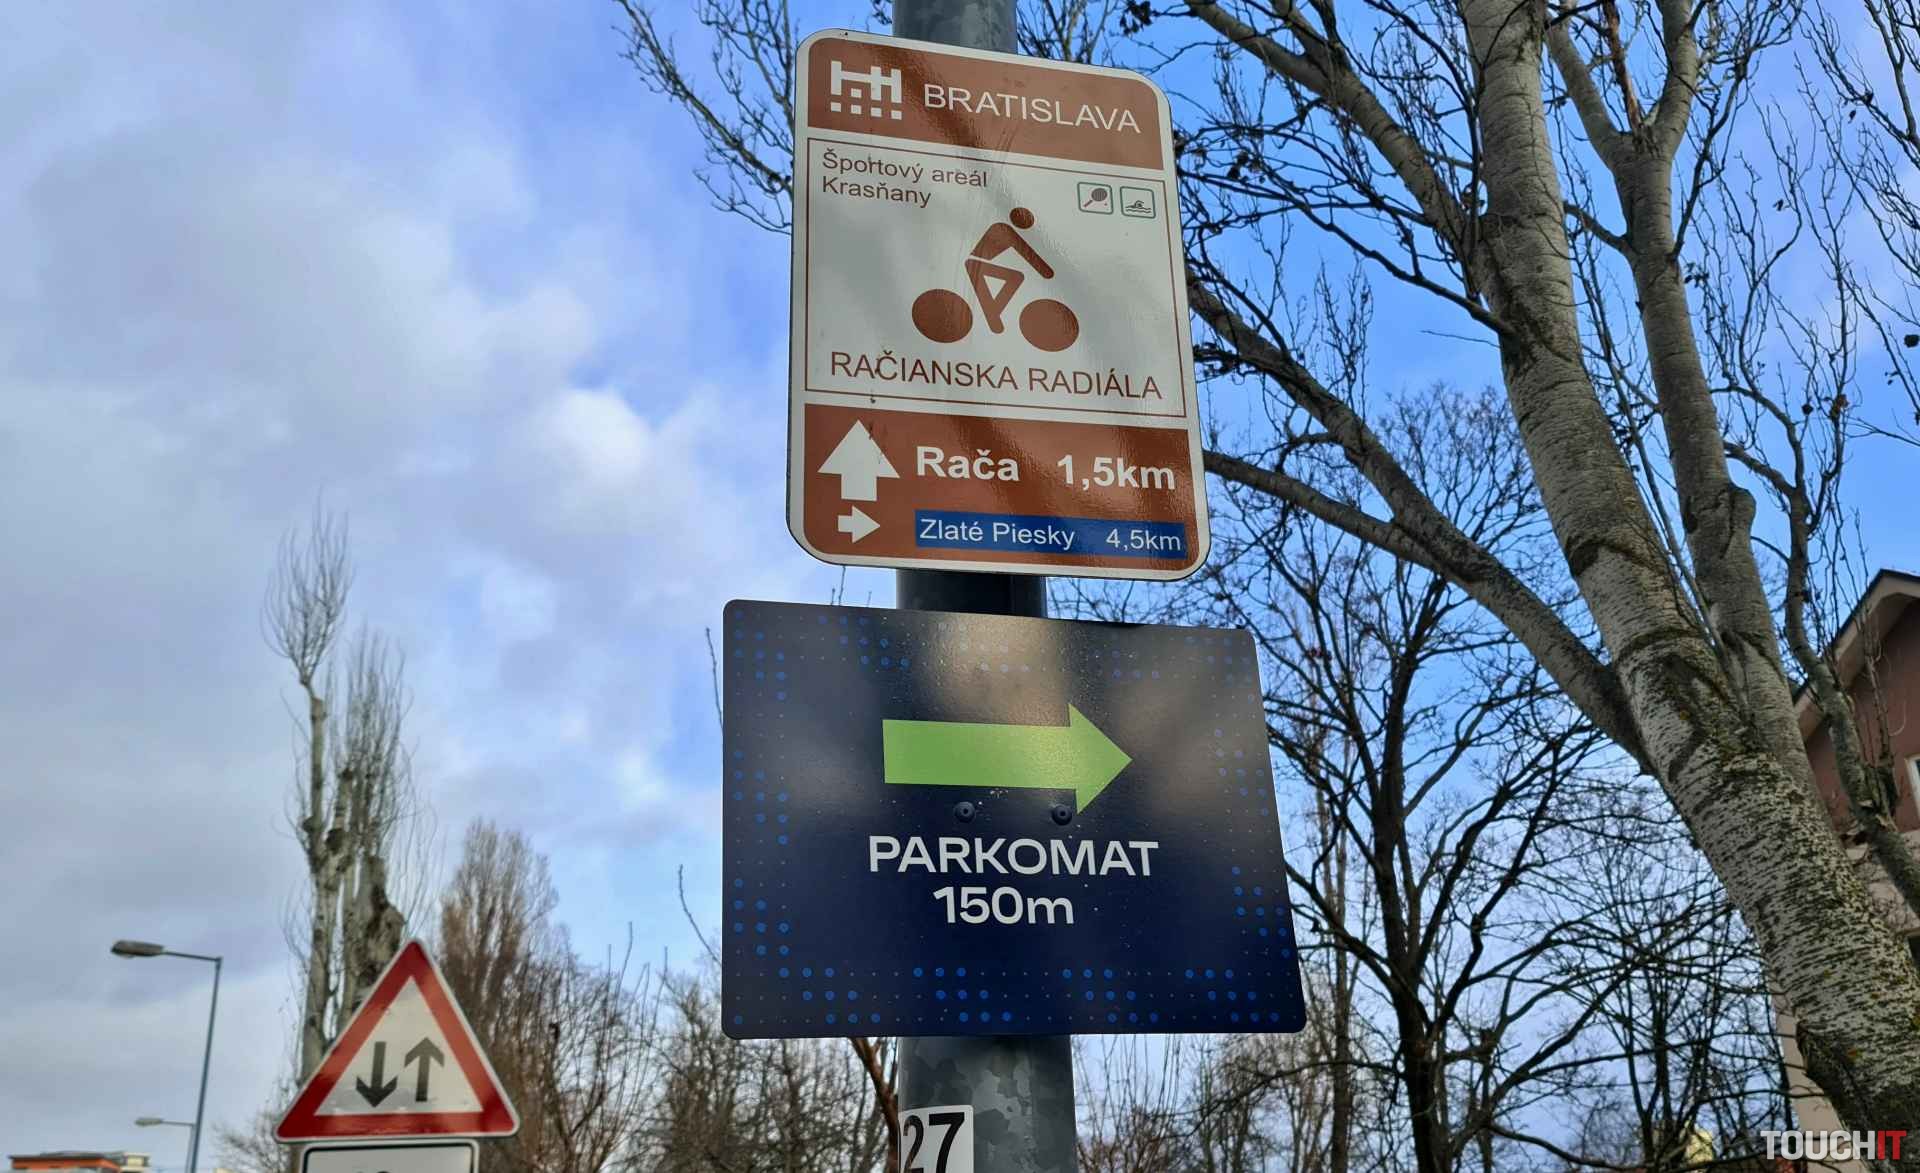 BRATISLAVA
Športový areál
Krasňany
RAČIANSKA RADIÁLA
Rača 1,5km
Zlaté Piesky 4,5km
PARKOMAT
150m
27
TOUCHIT